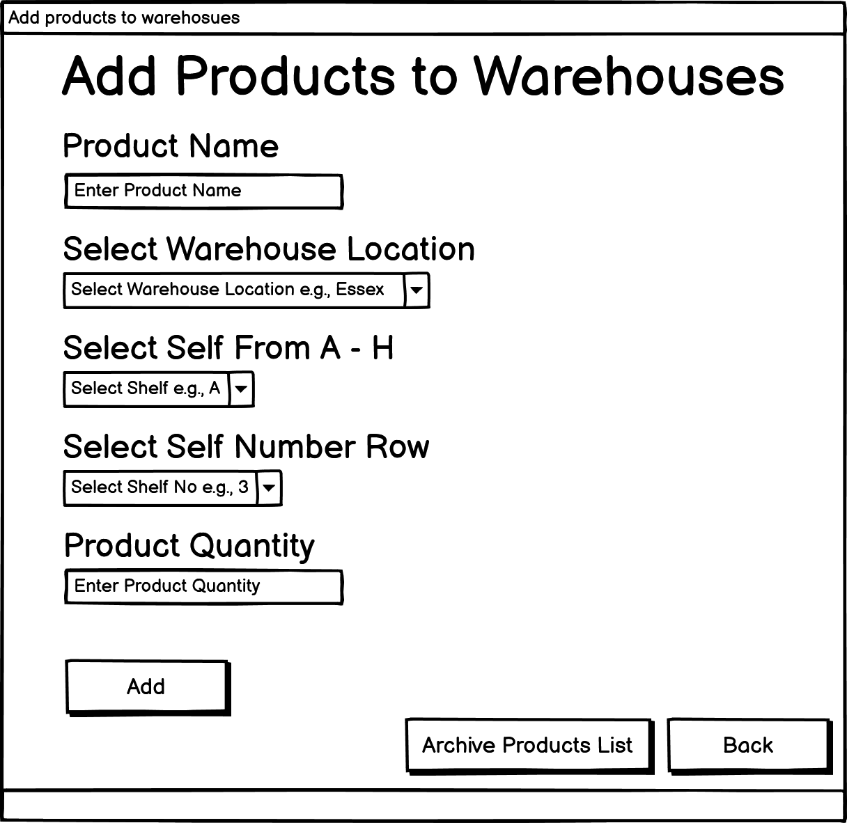 Add products to warehosues
Add Products to Warehouses
Product Name
Enter Product Name
Select Warehouse Location
Select Warehouse Location e.g., Essex
Select Self From A - H
Select Shelf e.g., A
Select Self Number Row
Select Shelf No e.g., 3
Product Quantity
Enter Product Quantity
Add
Archive Products List
Back